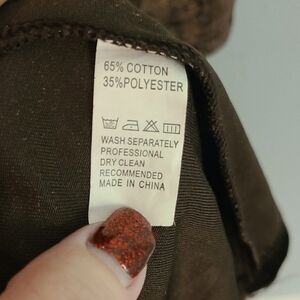 65% COTTON
35%POLYESTER
WASH SEPARATELY
PROFESSIONAL
DRY CLEAN
RECOMMENDED
MADE IN CHINA